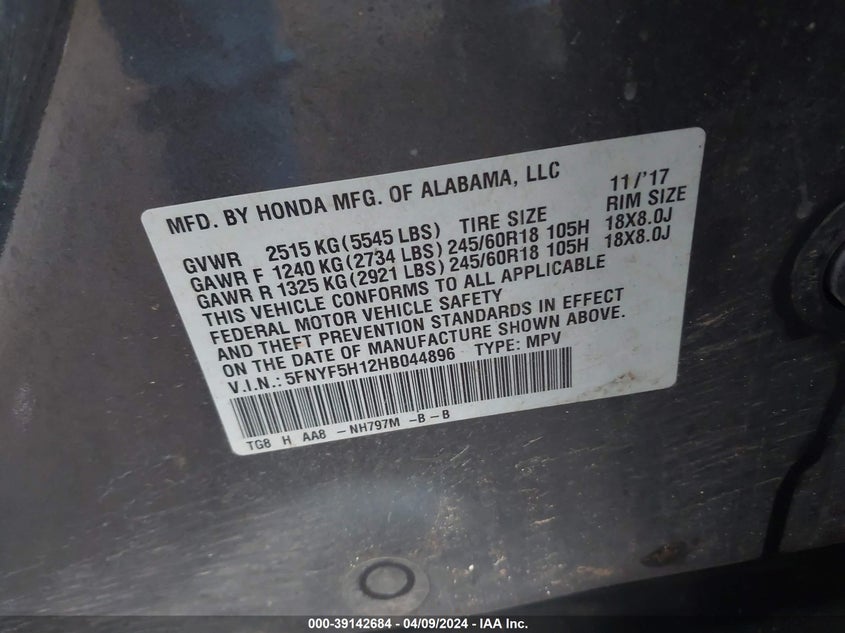 MFD. BY HONDA MFG. OF ALABAMA, LLC 11/'17
GVWR 2515 KG(5545 LBS) TIRE SIZE RIM SIZE
GAWR F 1240 KG(2734 LBS) 245/60R18 105H 18X8.0J
GAWR R 1325 KG(2921 LBS) 245/60R18 105H 18X8.0J
THIS VEHICLE CONFORMS TO ALL APPLICABLE
FEDERAL MOTOR VEHICLE SAFETY
AND THEFT PREVENTION STANDARDS IN EFFECT
ON THE DATE OF MANUFACTURE SHOWN ABOVE.
V.I.N.: 5FNYF5H12HB044896 TYPE: MPV
TG8 H AA8 - NH797M -B - B
000-39142684 - 04/09/2024 - IAA Inc.